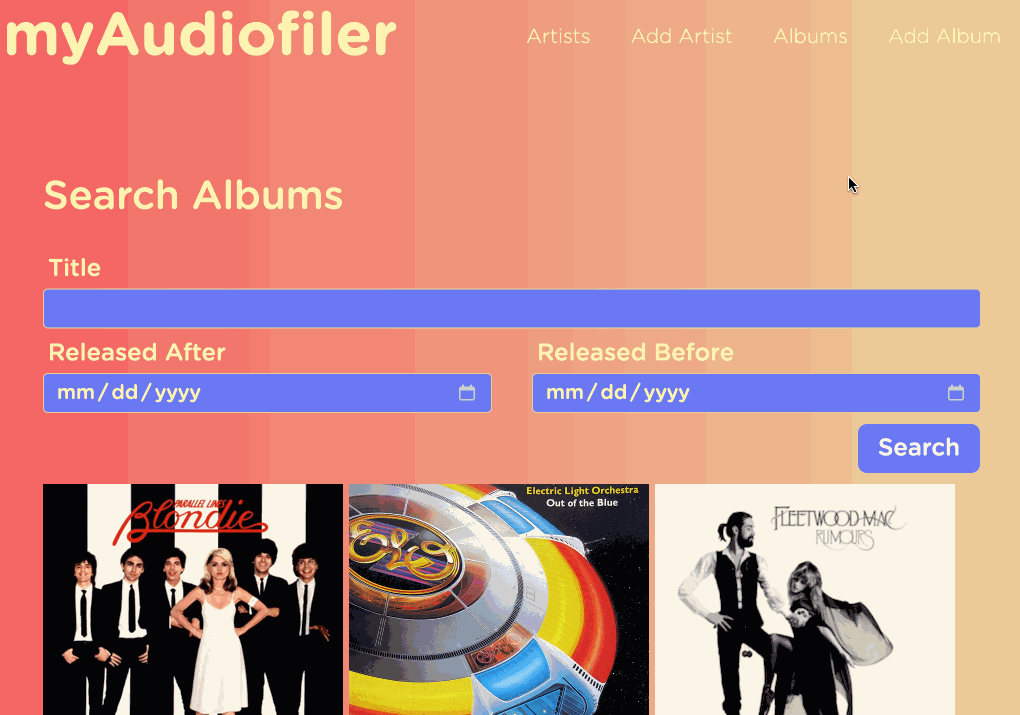 myAudiofiler
Artists Add Artist Albums Add Album
Search Albums
Title
Released After Released Before
mm/dd/yyyy mm/dd/yyyy
Search
PARALLEL LINES
Blondie
Electric Light Orchestra
Out of the Blue
ELO
FLEETWOOD MAC
RUMOURS